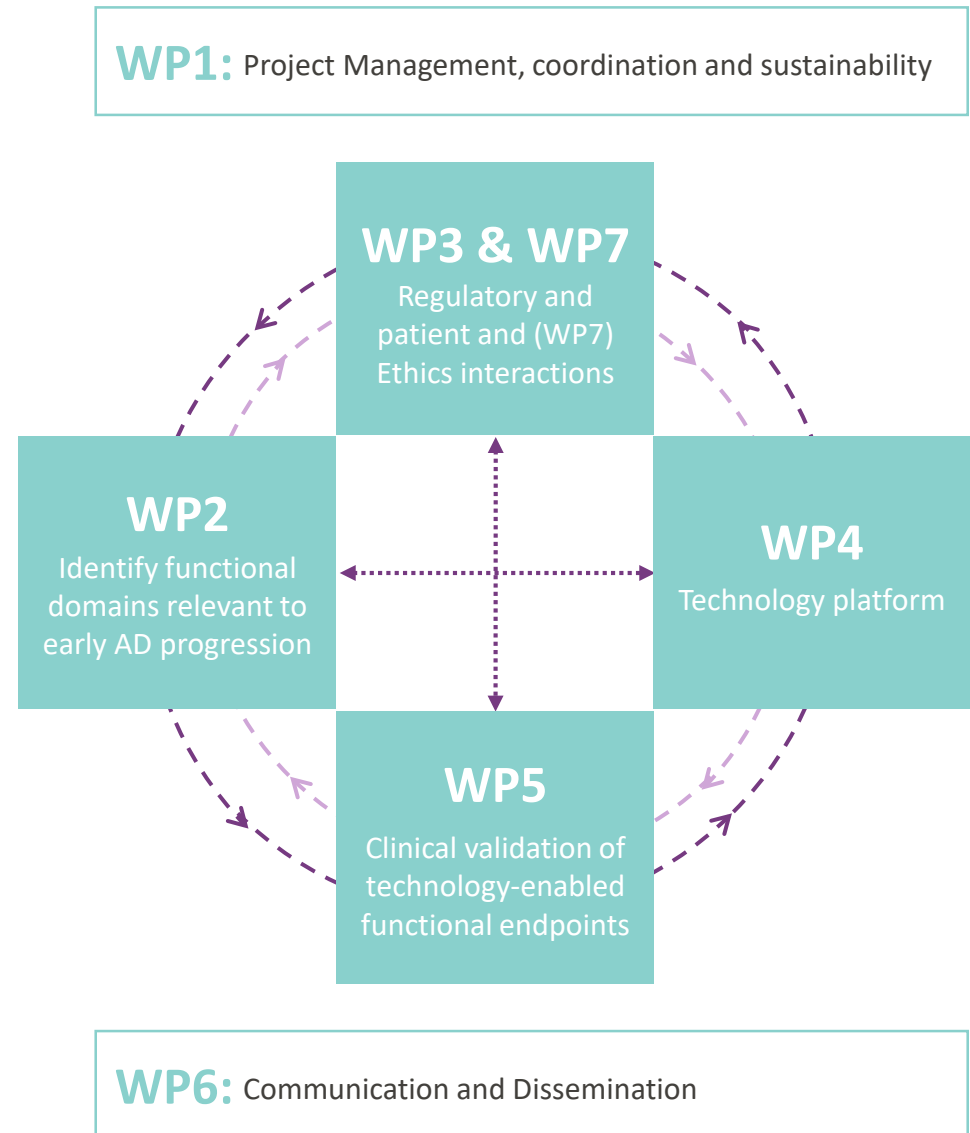 WP1: Project Management, coordination and sustainability
WP3 & WP7
Regulatory and
patient and (WP7)
Ethics interactions
WP2
Identify functional
domains relevant to
early AD progression
WP4
Technology platform
WP5
Clinical validation of
technology-enabled
functional endpoints
WP6: Communication and Dissemination